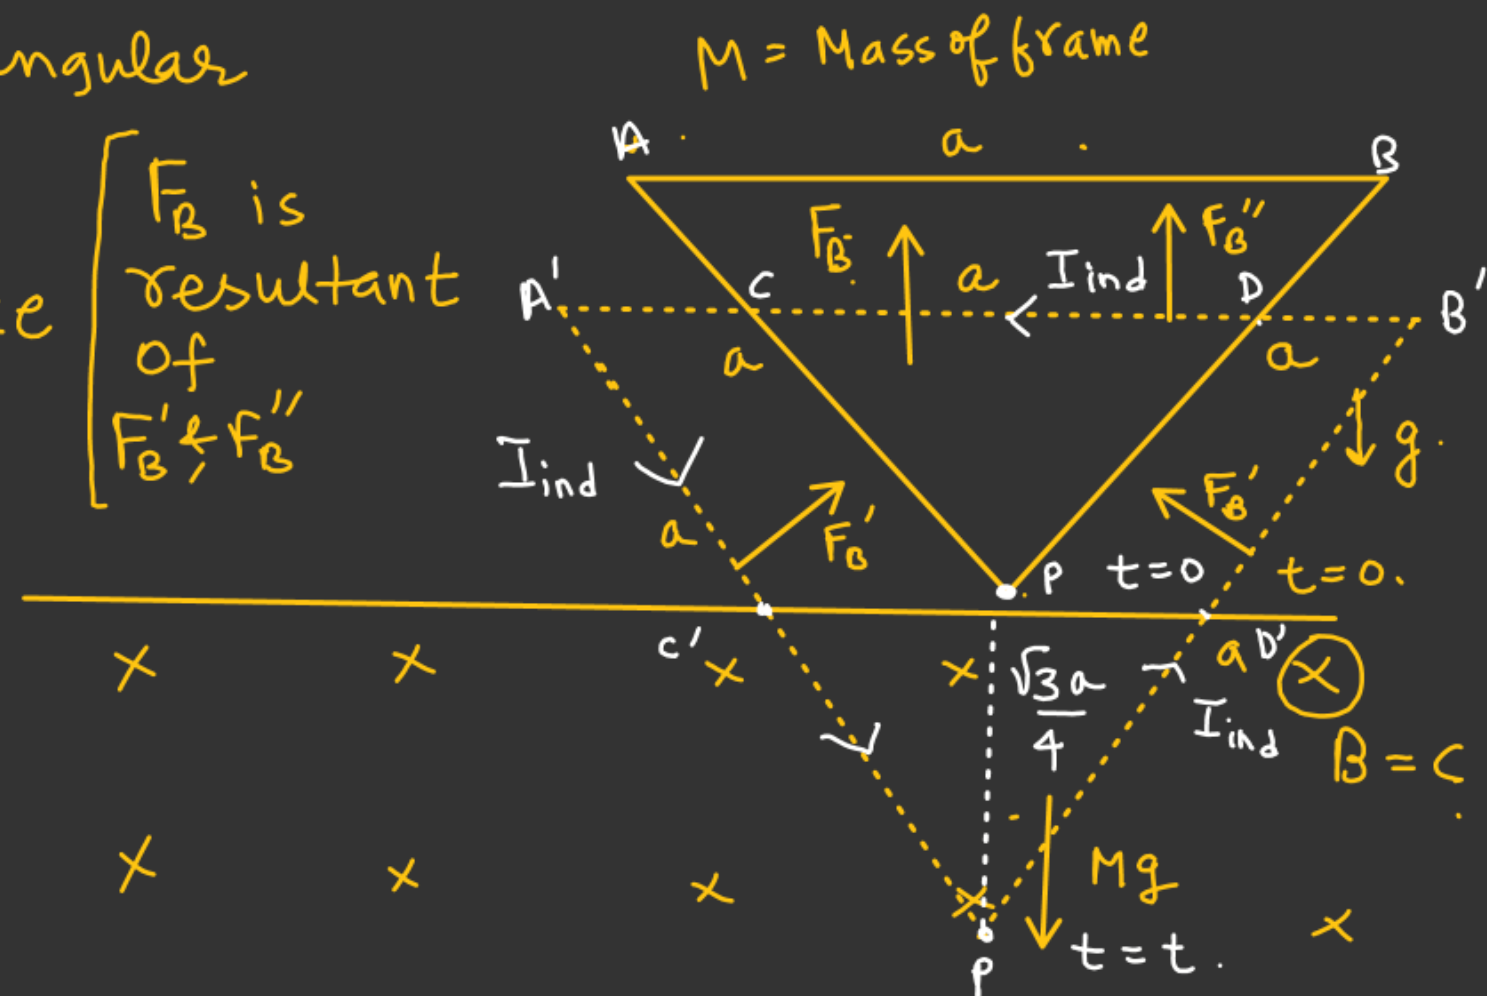 ngular
M = Mass of frame
A . a . B
F_B is
resultant
of
F_B' & F_B''
e
F_B F_B''
A' C a I_ind D B'
a a
g.
I_ind
a F_B' F_B'
P t=0 t=0.
C' D'
× × × × √3a/4 a ×
I_ind
B = C
.
× × × × Mg ×
t = t.
P